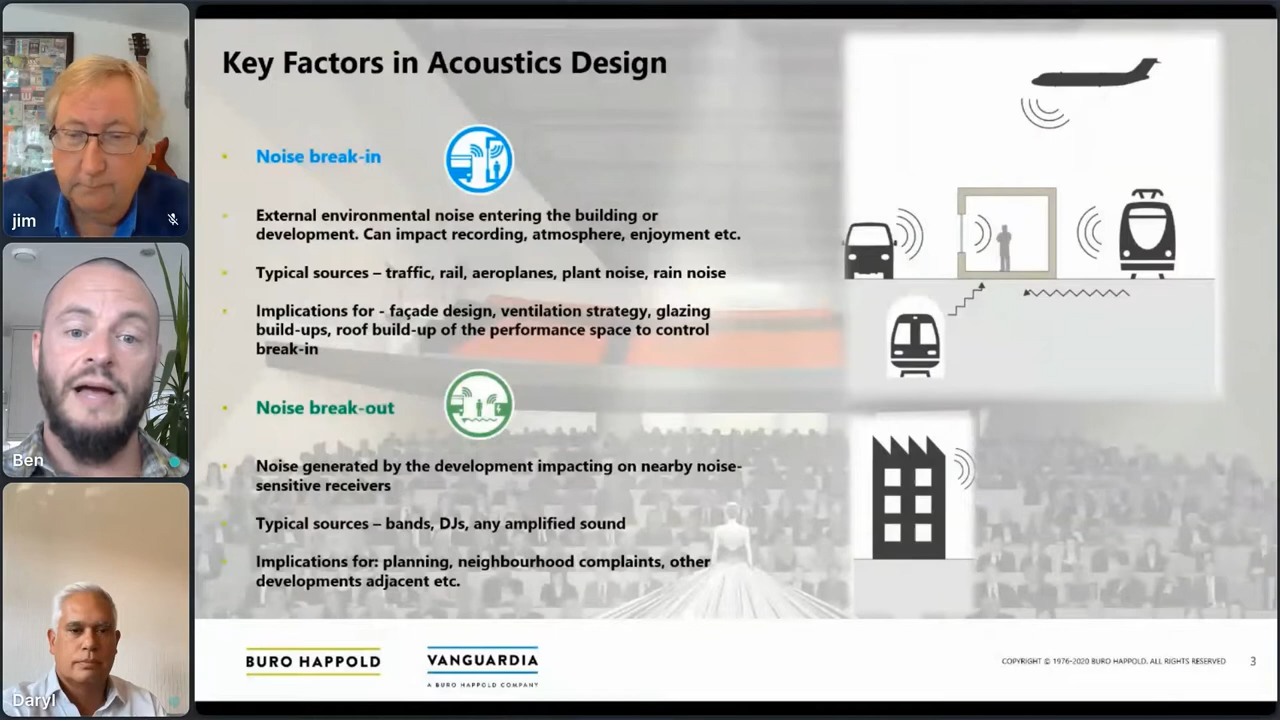 jim
Ben
Daryl
Key Factors in Acoustics Design
Noise break-in
External environmental noise entering the building or
development. Can impact recording, atmosphere, enjoyment etc.
Typical sources – traffic, rail, aeroplanes, plant noise, rain noise
Implications for - façade design, ventilation strategy, glazing
build-ups, roof build-up of the performance space to control
break-in
Noise break-out
Noise generated by the development impacting on nearby noise-
sensitive receivers
Typical sources – bands, DJs, any amplified sound
Implications for: planning, neighbourhood complaints, other
developments adjacent etc.
BURO HAPPOLD
VANGUARDIA
A BURO HAPPOLD COMPANY
COPYRIGHT © 1976-2020 BURO HAPPOLD. ALL RIGHTS RESERVED
3